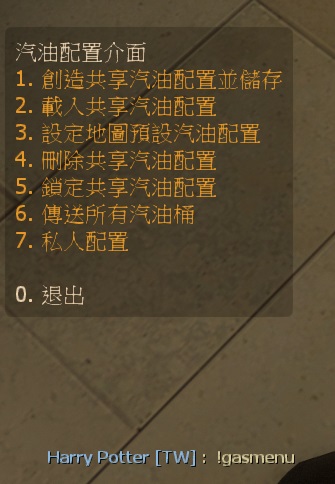 汽油配置介面
1. 創造共享汽油配置並儲存
2. 載入共享汽油配置
3. 設定地圖預設汽油配置
4. 刪除共享汽油配置
5. 鎖定共享汽油配置
6. 傳送所有汽油桶
7. 私人配置
0. 退出
Harry Potter [TW] : !gasmenu